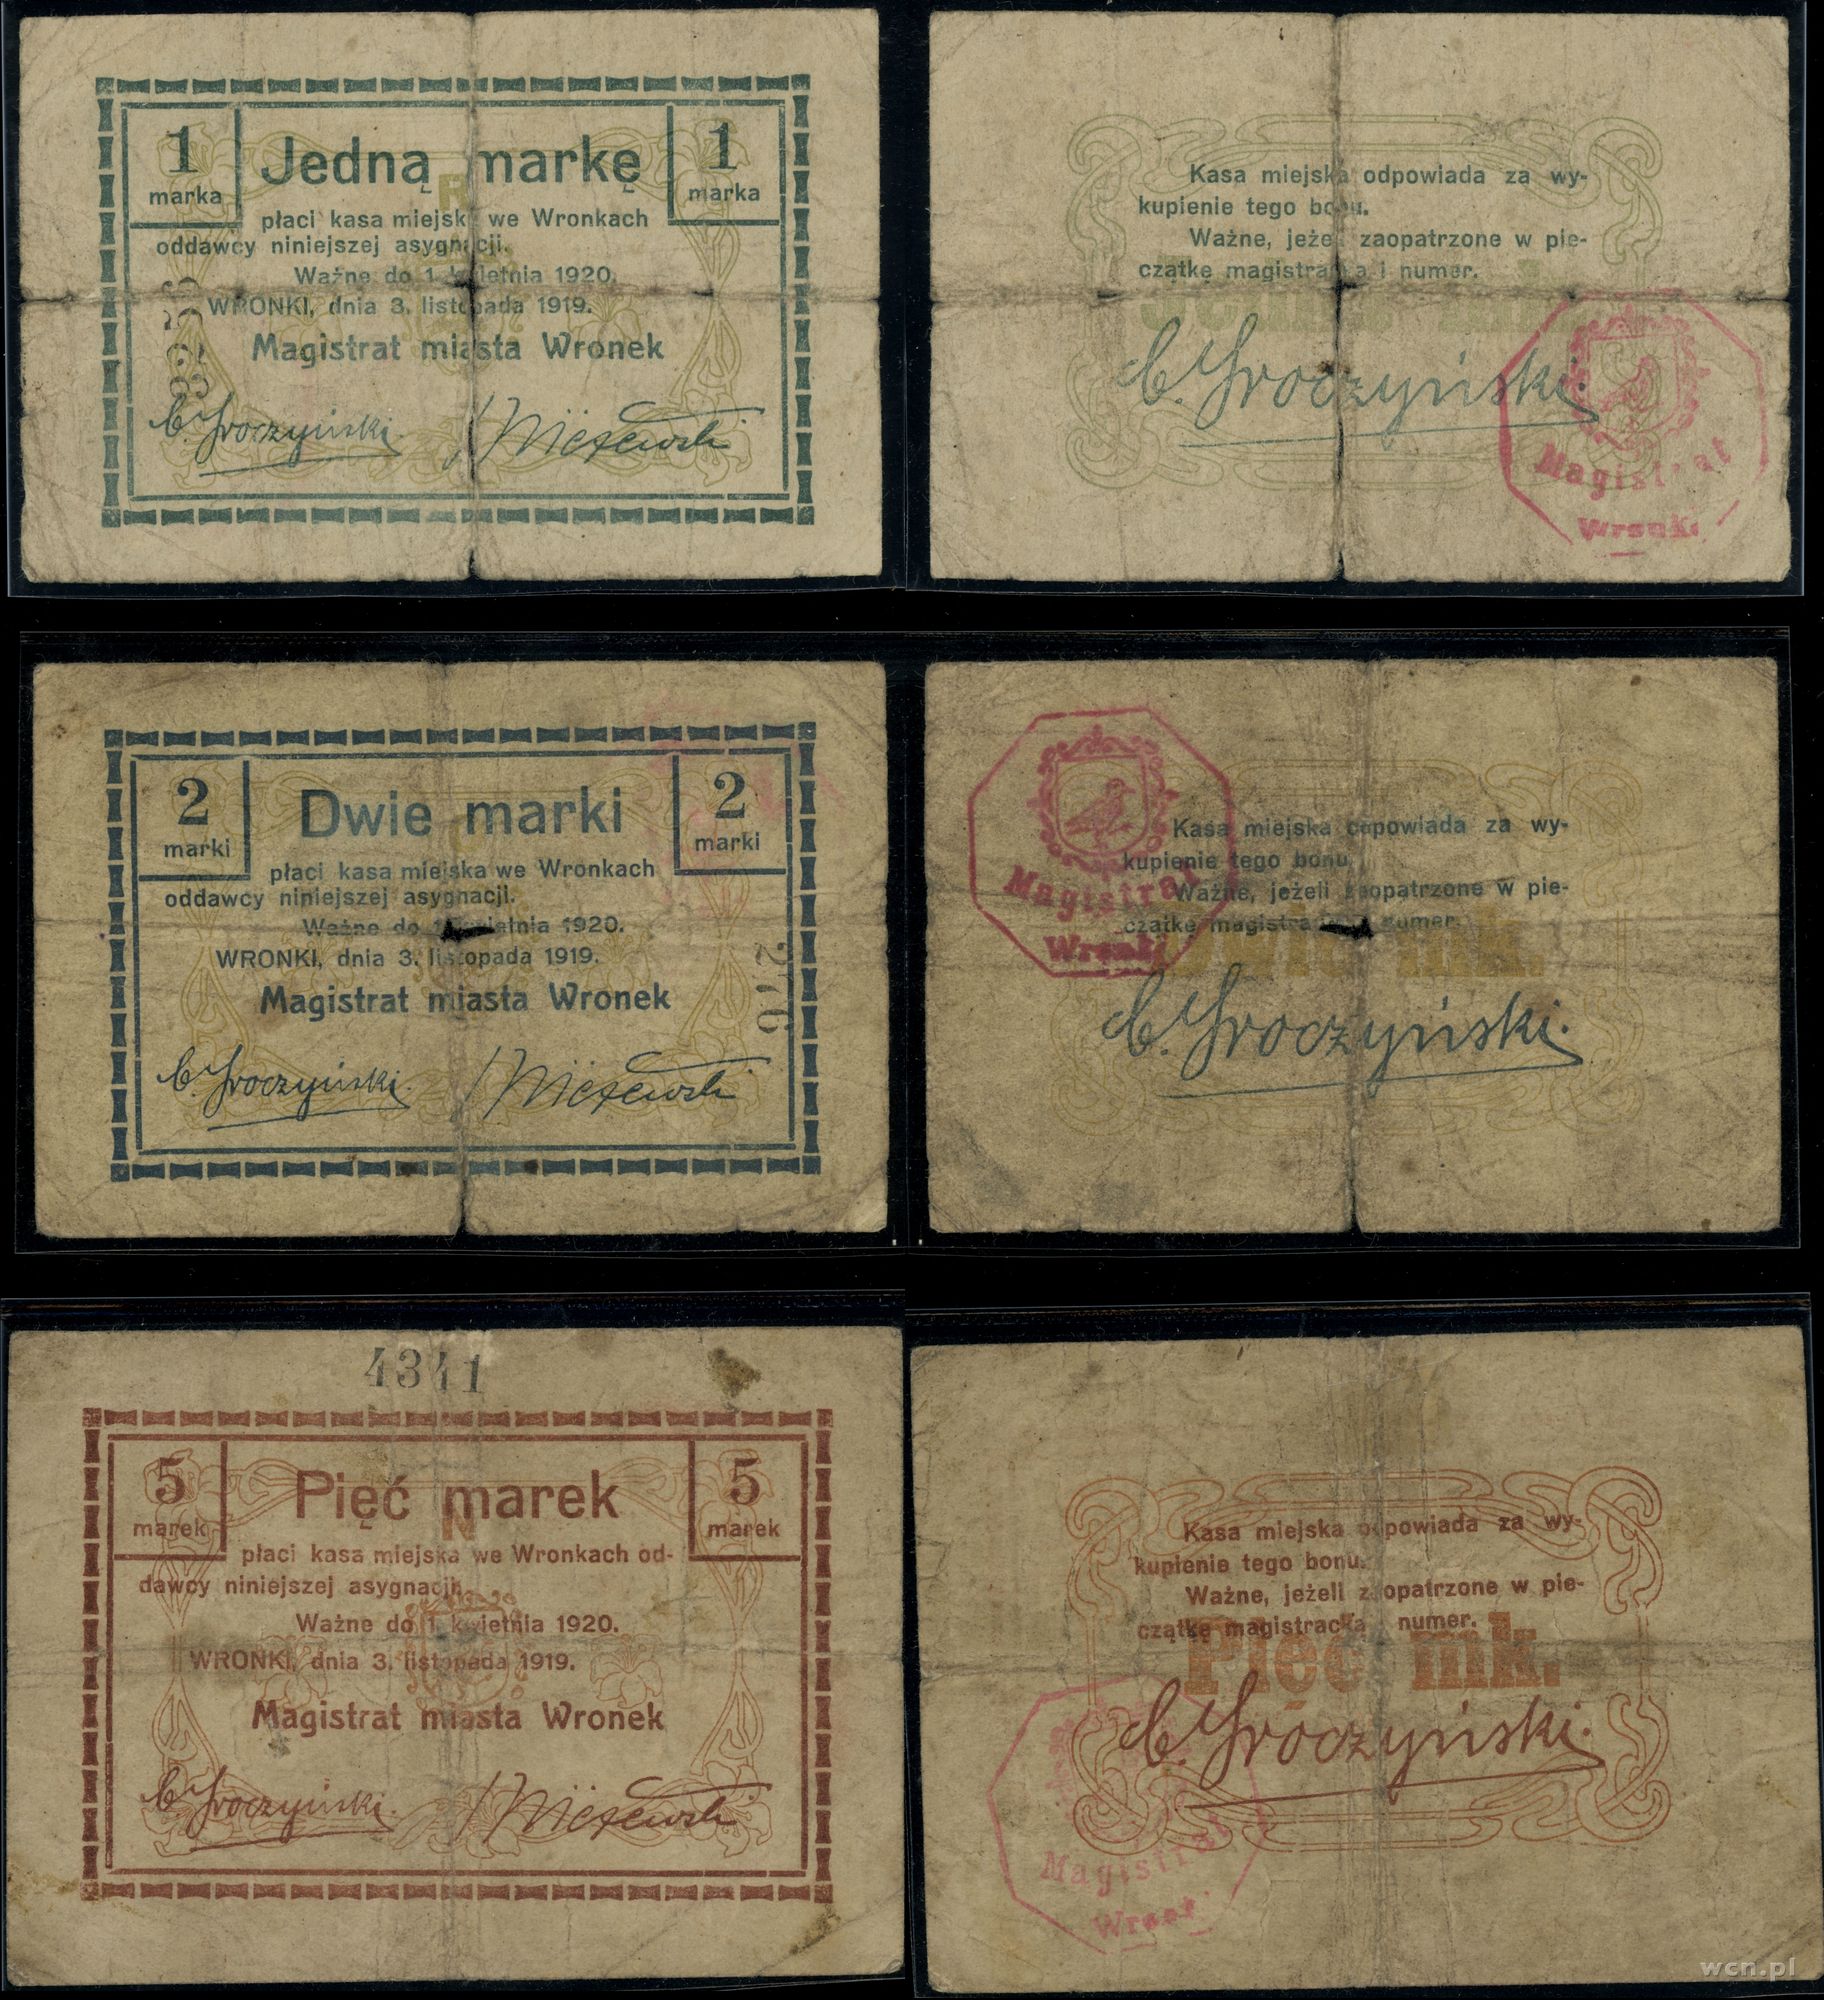 1
marka
Jedną markę
1
marka
płaci kasa miejska we Wronkach
oddawcy niniejszej asygnacji.
Ważne do 1 kwietnia 1920.
WRONKI, dnia 3. listopada 1919.
Magistrat miasta Wronek
Kasa miejska odpowiada za wy-
kupienie tego bonu.
Ważne, jeżeli zaopatrzone w pie-
czątkę magistracką i numer.
Magistrat
2
marki
Dwie marki
2
marki
płaci kasa miejska we Wronkach
oddawcy niniejszej asygnacji.
Ważne do 1 kwietnia 1920.
WRONKI, dnia 3. listopada 1919.
Magistrat miasta Wronek
276
Magistrat
Wronki
Kasa miejska odpowiada za wy-
kupienie tego bonu.
Ważne, jeżeli zaopatrzone w pie-
czątkę numer.
mk.
4341
5
marek
Pięć marek
5
marek
N
płaci kasa miejska we Wronkach od-
dawcy niniejszej asygnacji.
Ważne do 1 kwietnia 1920.
WRONKI, dnia 3. listopada 1919.
Magistrat miasta Wronek
Kasa miejska odpowiada za wy-
kupienie tego bonu.
Ważne, jeżeli zaopatrzone w pie-
czątkę magistracką numer.
Pięć mk.
Magistrat
wcn.pl